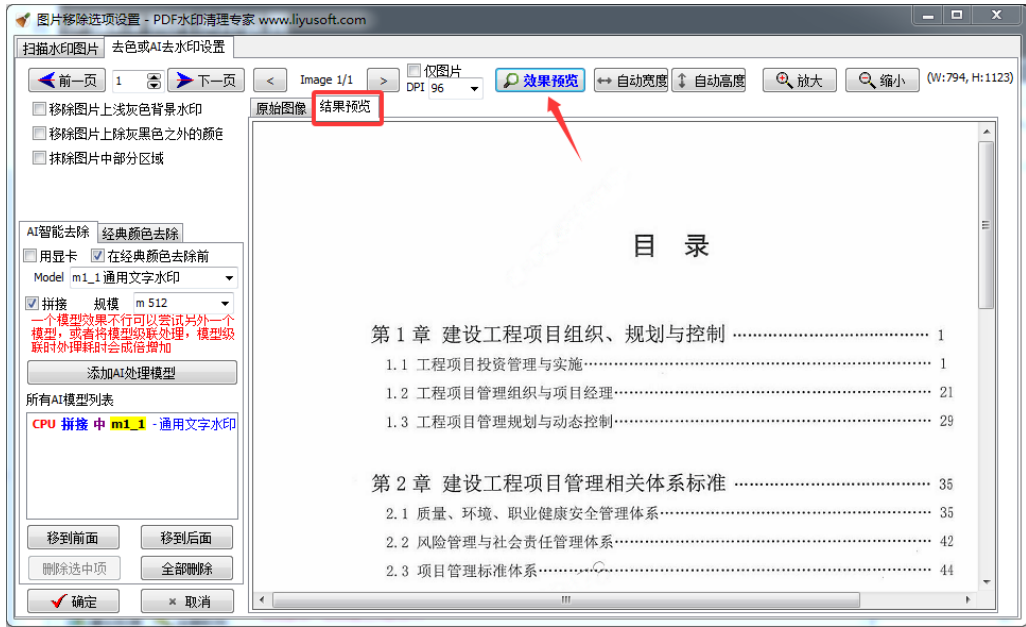 图片移除选项设置 - PDF水印清理专家 www.liyusoft.com
扫描水印图片 去色或AI去水印设置
前一页 1 下一页 < Image 1/1 > 仅图片 DPI 96 效果预览 自动宽度 自动高度 放大 缩小 (W:794, H:1123)
移除图片上浅灰色背景水印
移除图片上除灰黑色之外的颜色
抹除图片中部分区域
AI智能去除 经典颜色去除
用显卡 在经典颜色去除前
Model m1_1通用文字水印
拼接 规模 m 512
一个模型效果不行可以尝试另外一个
模型，或者将模型级联处理，模型级
联时处理耗时会成倍增加
添加AI处理模型
所有AI模型列表
CPU 拼接 中 m1_1 -通用文字水印
移到前面 移到后面
删除选中项 全部删除
确定 取消
原始图像 结果预览
目 录
第 1 章 建设工程项目组织、规划与控制 …………………………… 1
1.1 工程项目投资管理与实施…………………………… 1
1.2 工程项目管理组织与项目经理…………………………… 21
1.3 工程项目管理规划与动态控制…………………………… 29
第 2 章 建设工程项目管理相关体系标准 …………………………… 35
2.1 质量、环境、职业健康安全管理体系…………………………… 35
2.2 风险管理与社会责任管理体系…………………………… 42
2.3 项目管理标准体系…………………………… 44